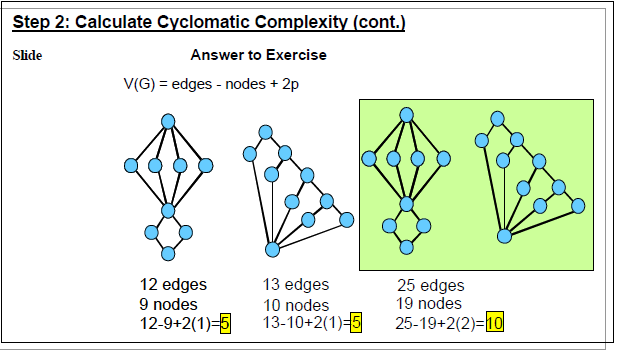 Step 2: Calculate Cyclomatic Complexity (cont.)
Slide
Answer to Exercise
V(G) = edges - nodes + 2p
12 edges
9 nodes
12-9+2(1)=5
13 edges
10 nodes
13-10+2(1)=5
25 edges
19 nodes
25-19+2(2)=10